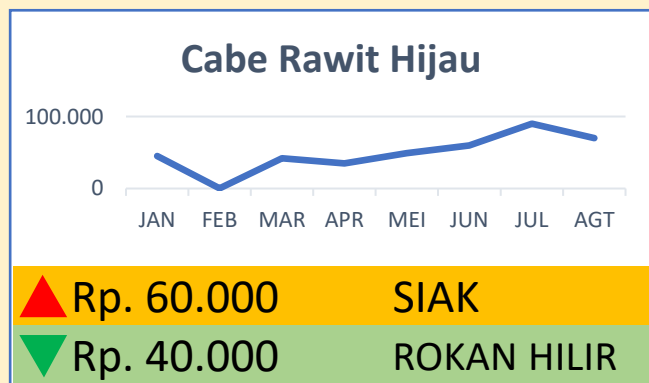 Cabe Rawit Hijau
100.000
0
JAN FEB MAR APR MEI JUN JUL AGT
Rp. 60.000 SIAK
Rp. 40.000 ROKAN HILIR